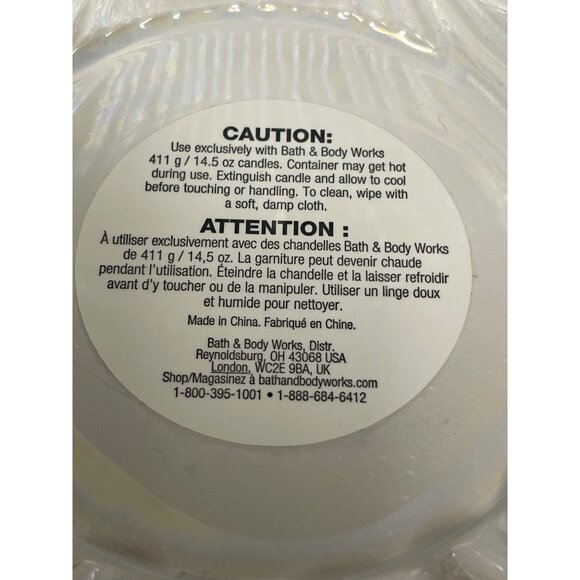 CAUTION:
Use exclusively with Bath & Body Works
411 g / 14.5 oz candles. Container may get hot
during use. Extinguish candle and allow to cool
before touching or handling. To clean, wipe with
a soft, damp cloth.
ATTENTION :
À utiliser exclusivement avec des chandelles Bath & Body Works
de 411 g / 14,5 oz. La garniture peut devenir chaude
pendant l'utilisation. Éteindre la chandelle et la laisser refroidir
avant d'y toucher ou de la manipuler. Utiliser un linge doux
et humide pour nettoyer.
Made in China. Fabriqué en Chine.
Bath & Body Works, Distr.
Reynoldsburg, OH 43068 USA
London, WC2E 9BA, UK
Shop/Magasinez à bathandbodyworks.com
1-800-395-1001 • 1-888-684-6412